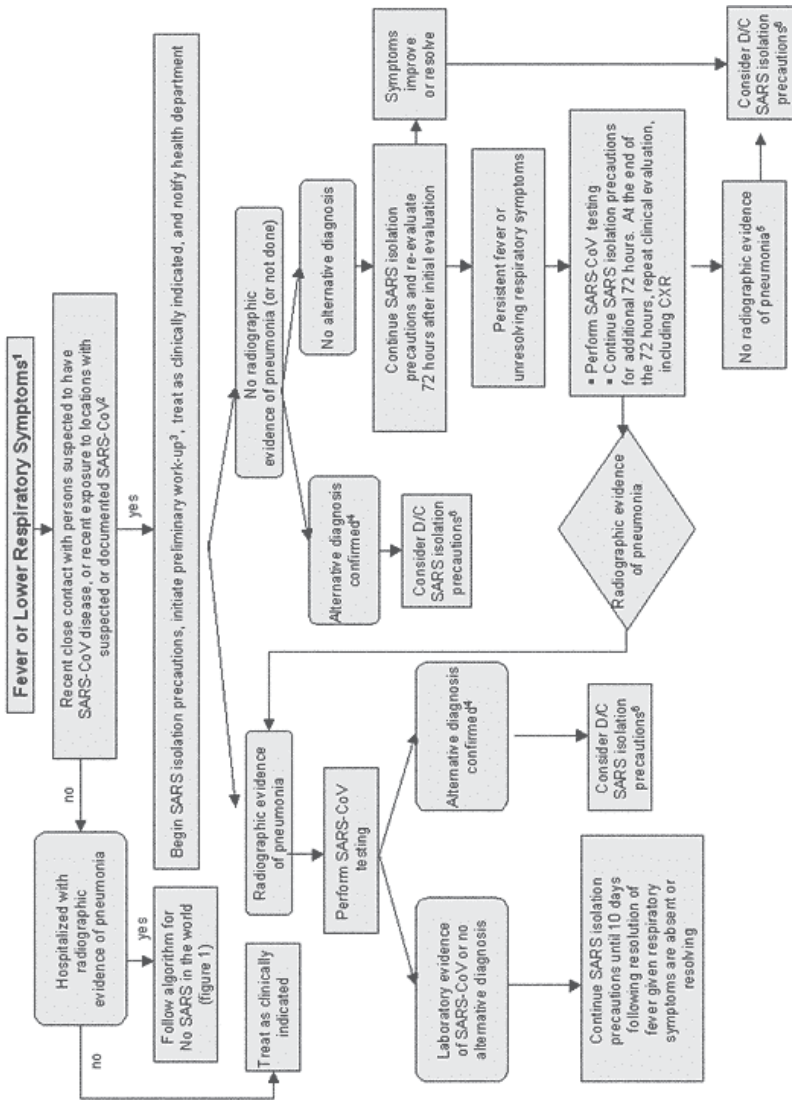 Fever or Lower Respiratory Symptoms1
Recent close contact with persons suspected to have
SARS-CoV disease, or recent exposure to locations with
suspected or documented SARS-CoV2
no
yes
Hospitalized with
radiographic
evidence of pneumonia
no
yes
Follow algorithm for
No SARS in the world
(figure 1)
Treat as clinically
indicated
Begin SARS isolation precautions, initiate preliminary work-up3, treat as clinically indicated, and notify health department
Radiographic evidence
of pneumonia
No radiographic
evidence of pneumonia (or not done)
Perform SARS-CoV
testing
Laboratory evidence
of SARS-CoV or no
alternative diagnosis
Alternative diagnosis
confirmed4
Continue SARS isolation
precautions until 10 days
following resolution of
fever given respiratory
symptoms are absent or
resolving
Consider D/C
SARS isolation
precautions6
Alternative diagnosis
confirmed4
Consider D/C
SARS isolation
precautions6
No alternative diagnosis
Continue SARS isolation
precautions and re-evaluate
72 hours after initial evaluation
Symptoms
improve
or resolve
Persistent fever or
unresolving respiratory symptoms
▪ Perform SARS-CoV testing
▪ Continue SARS isolation precautions
for additional 72 hours. At the end of
the 72 hours, repeat clinical evaluation,
including CXR
Radiographic evidence
of pneumonia
No radiographic evidence
of pneumonia5
Consider D/C
SARS isolation
precautions6